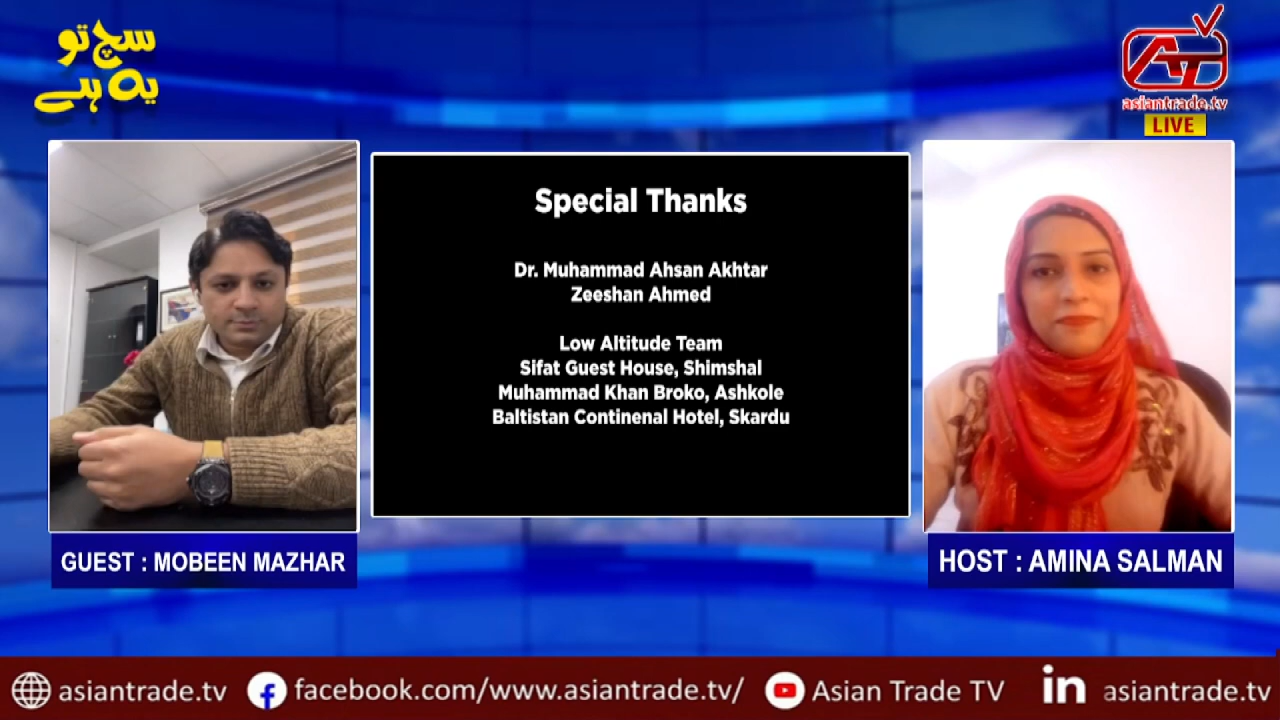 سچ تو
یہ ہے
AT
asiantrade.tv
LIVE
Special Thanks
Dr. Muhammad Ahsan Akhtar
Zeeshan Ahmed
Low Altitude Team
Sifat Guest House, Shimshal
Muhammad Khan Broko, Ashkole
Baltistan Continenal Hotel, Skardu
GUEST : MOBEEN MAZHAR
HOST : AMINA SALMAN
asiantrade.tv
facebook.com/www.asiantrade.tv/
Asian Trade TV
in asiantrade.tv